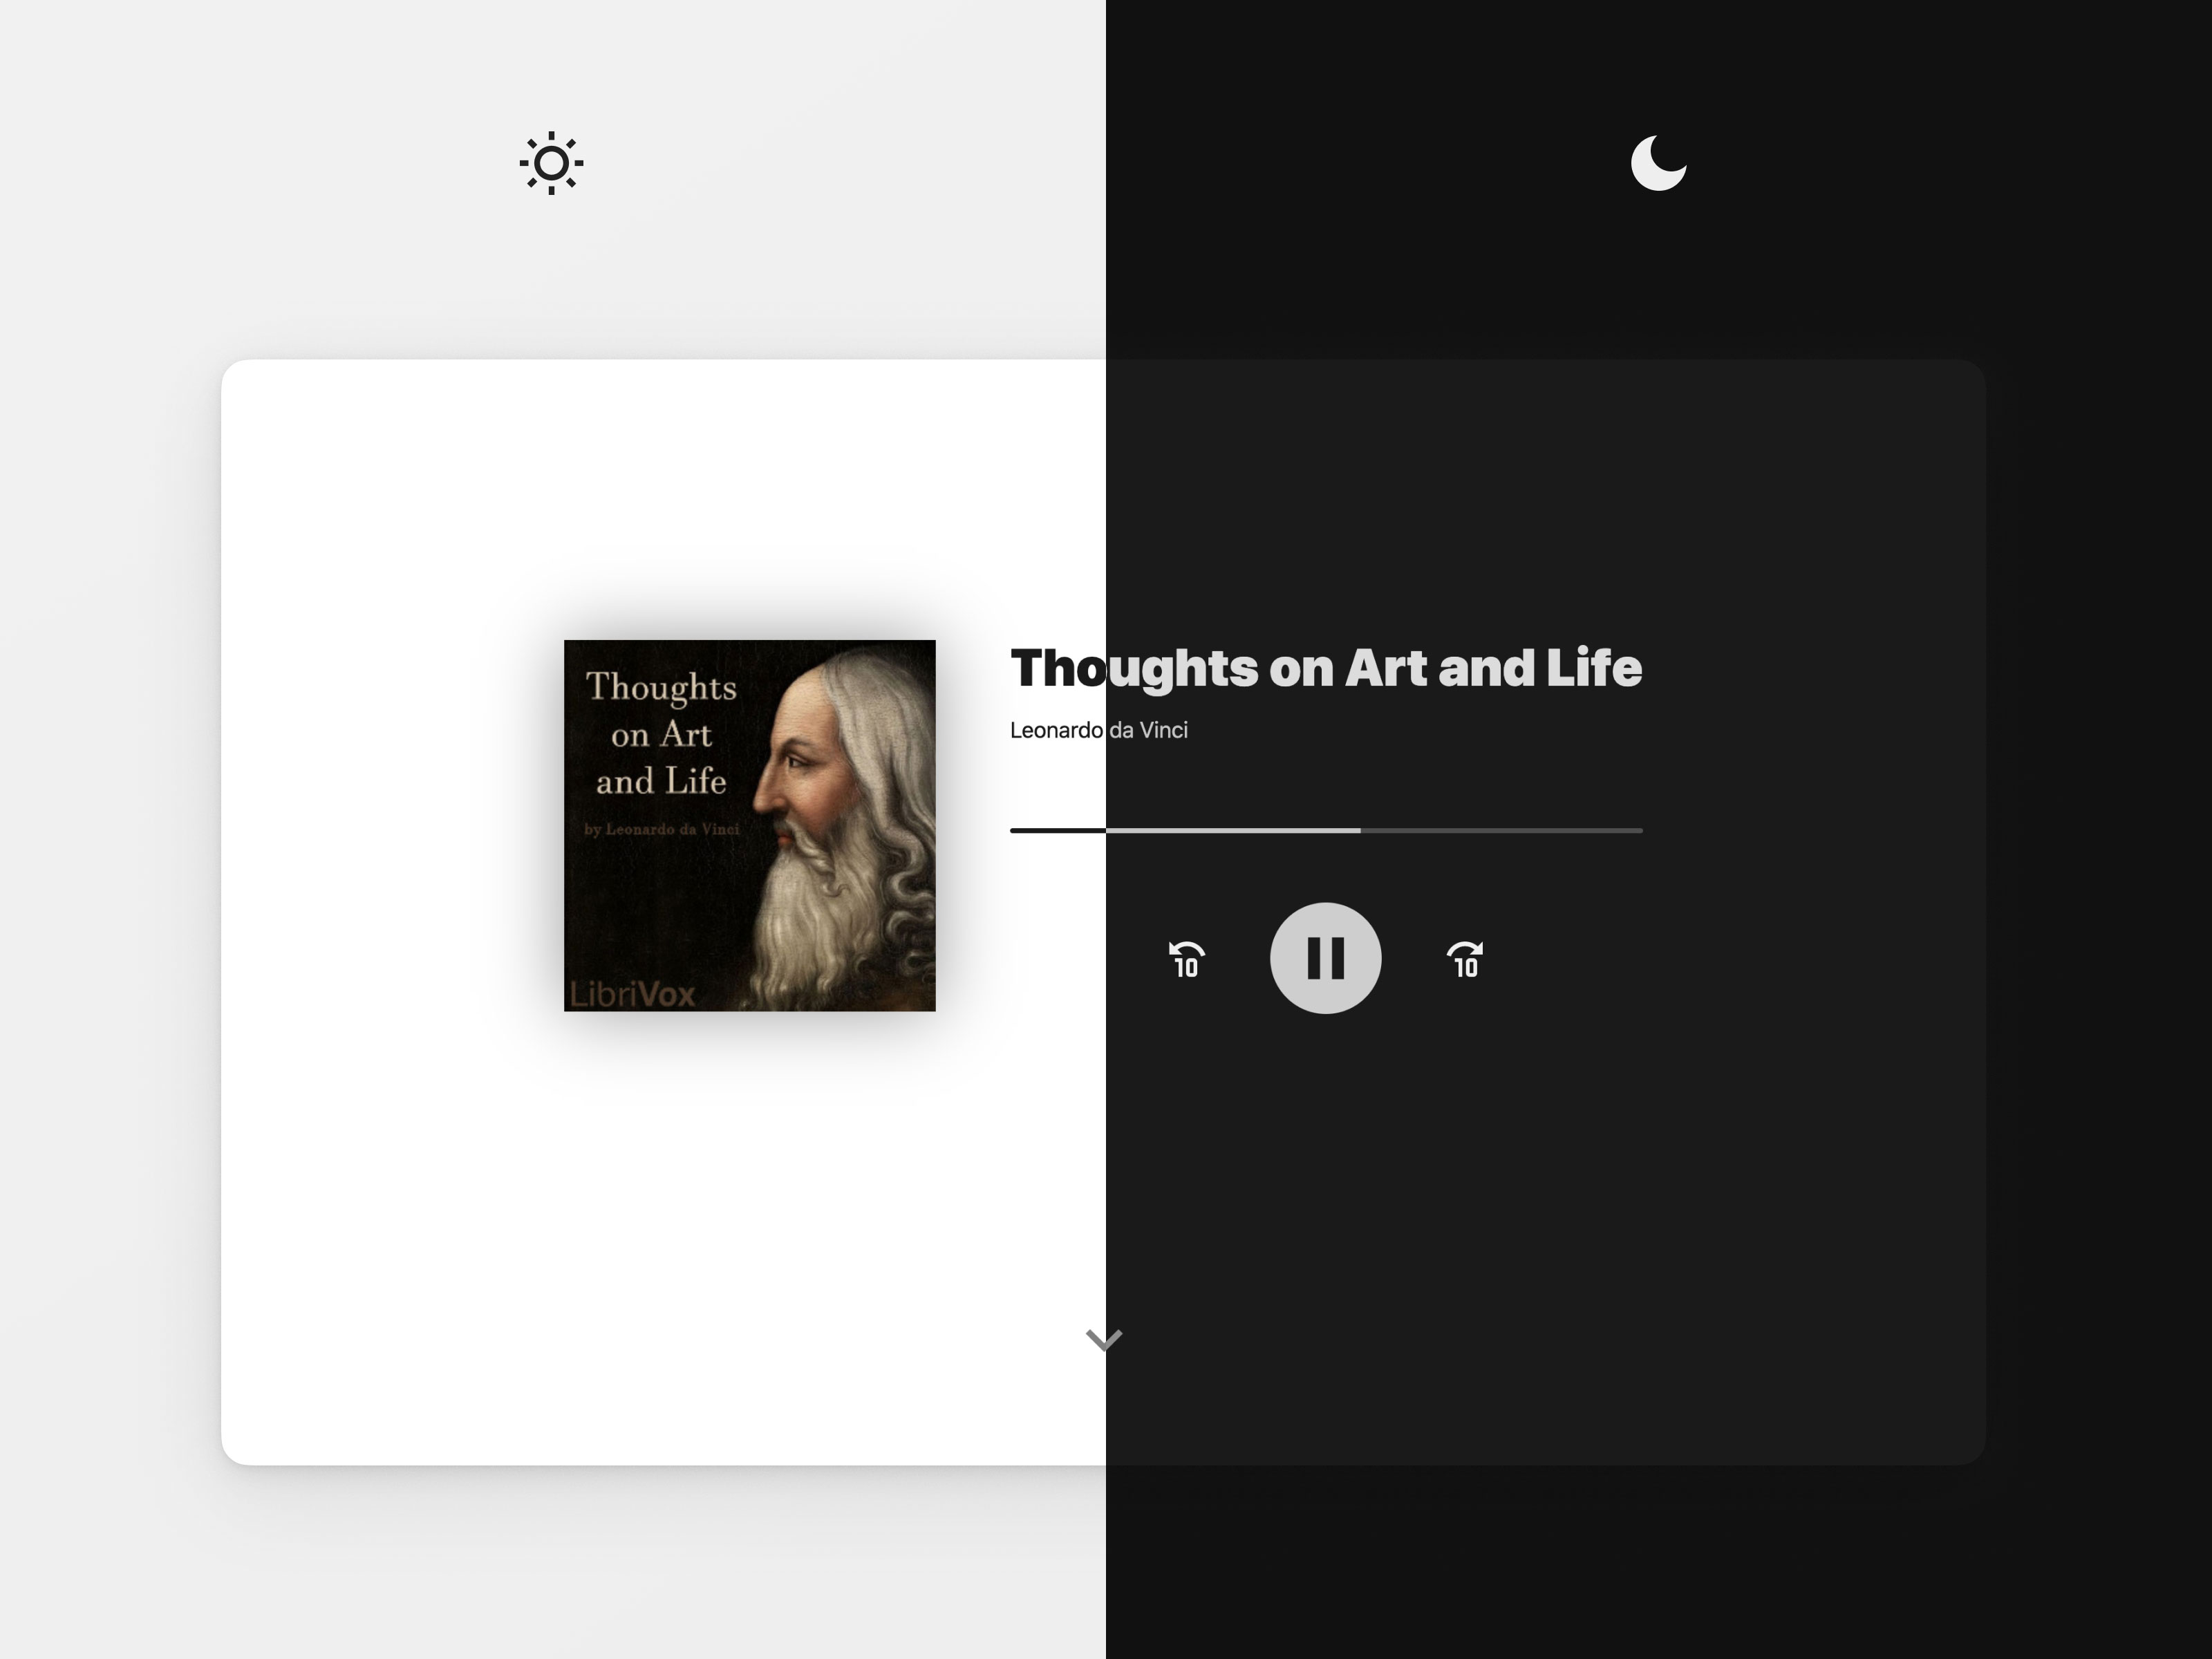 Thoughts
on Art
and Life
by Leonardo da Vinci
LibriVox
Thoughts on Art and Life
Leonardo da Vinci
10
10